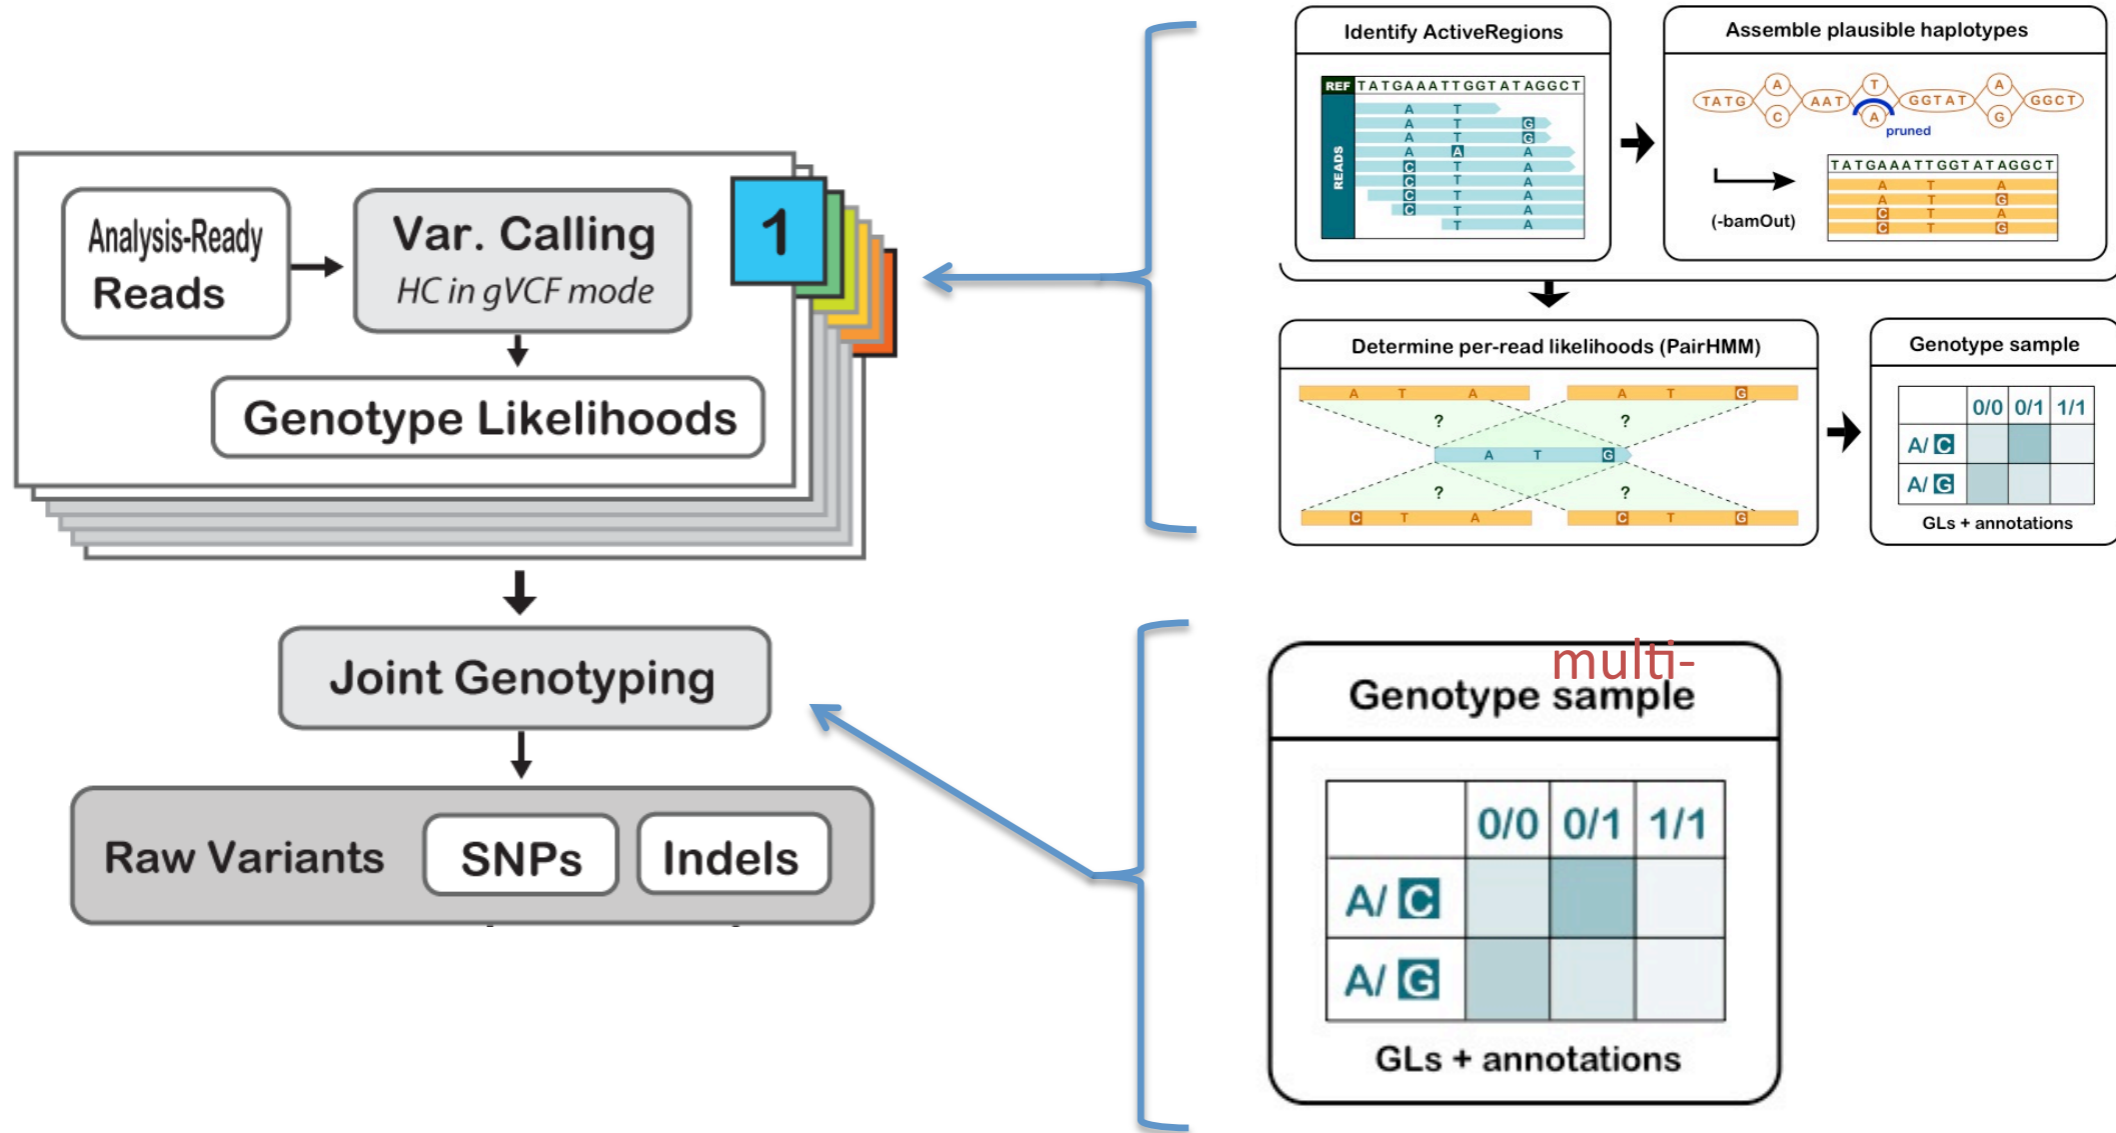 Analysis-Ready
Reads
Var. Calling
HC in gVCF mode
1
Genotype Likelihoods
Joint Genotyping
Raw Variants
SNPs
Indels
Identify ActiveRegions
REF TATGAAATTGGTATAGGCT
READS
A T
A T G
A T G
A A A
C T A
C T A
C T A
C T A
T A
Assemble plausible haplotypes
A T A
TATG AAT GGTAT GGCT
C A G
pruned
TATGAAATTGGTATAGGCT
A T A
A T G
C T A
C T G
(-bamOut)
Determine per-read likelihoods (PairHMM)
A T A A T G
? ?
A T G
? ?
C T A C T G
Genotype sample
0/0 0/1 1/1
A/ C
A/ G
GLs + annotations
multi-
Genotype sample
0/0 0/1 1/1
A/ C
A/ G
GLs + annotations